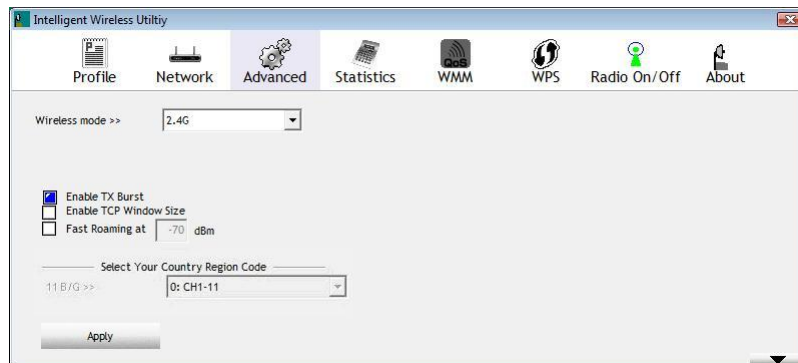 Intelligent Wireless Utiltiy
Profile Network Advanced Statistics QoS WMM WPS Radio On/Off About
Wireless mode >> 2.4G
Enable TX Burst
Enable TCP Window Size
Fast Roaming at -70 dBm
Select Your Country Region Code
11 B/G >> 0: CH1-11
Apply